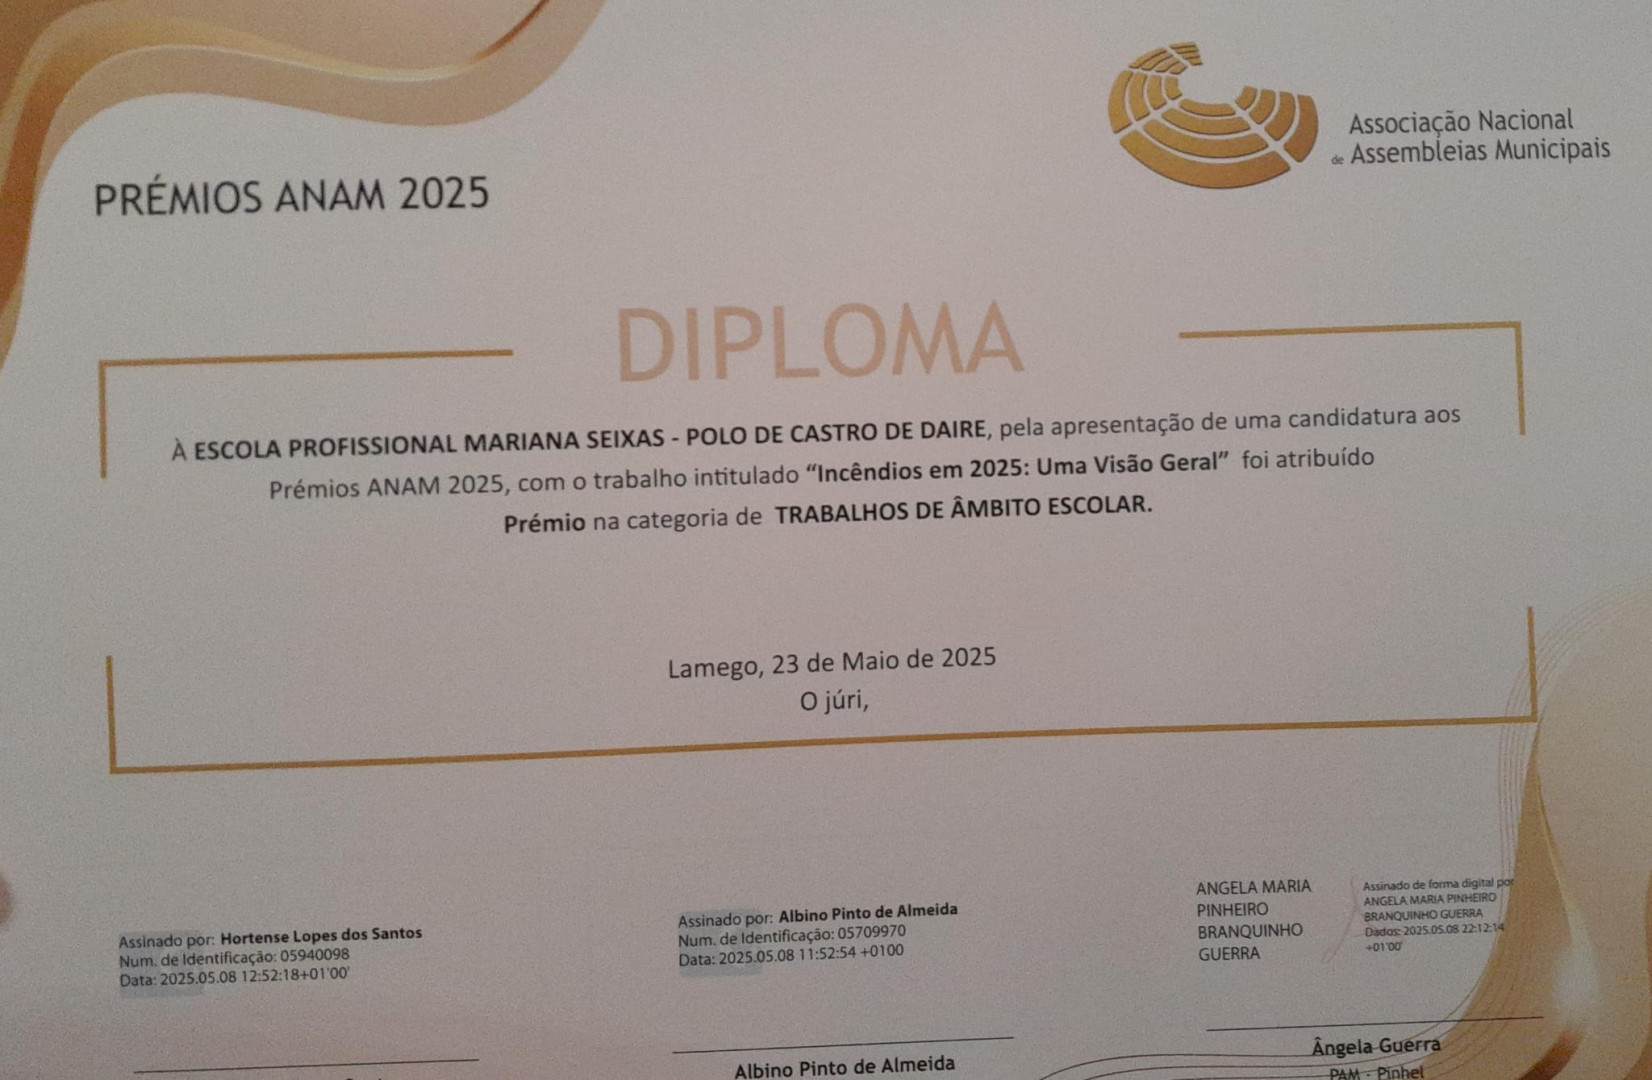 Associação Nacional
de Assembleias Municipais
PRÉMIOS ANAM 2025
DIPLOMA
À ESCOLA PROFISSIONAL MARIANA SEIXAS - POLO DE CASTRO DE DAIRE, pela apresentação de uma candidatura aos
Prémios ANAM 2025, com o trabalho intitulado “Incêndios em 2025: Uma Visão Geral” foi atribuído
Prémio na categoria de TRABALHOS DE ÂMBITO ESCOLAR.
Lamego, 23 de Maio de 2025
O júri,
Assinado por: Hortense Lopes dos Santos
Num. de Identificação: 05940098
Data: 2025.05.08 12:52:18+01'00'
Assinado por: Albino Pinto de Almeida
Num. de Identificação: 05709970
Data: 2025.05.08 11:52:54 +0100
ANGELA MARIA
PINHEIRO
BRANQUINHO
GUERRA
Assinado de forma digital por
ANGELA MARIA PINHEIRO
BRANQUINHO GUERRA
Dados: 2025.05.08 22:12:14
+01'00'
Albino Pinto de Almeida
Ângela Guerra
PAM - Pinhel